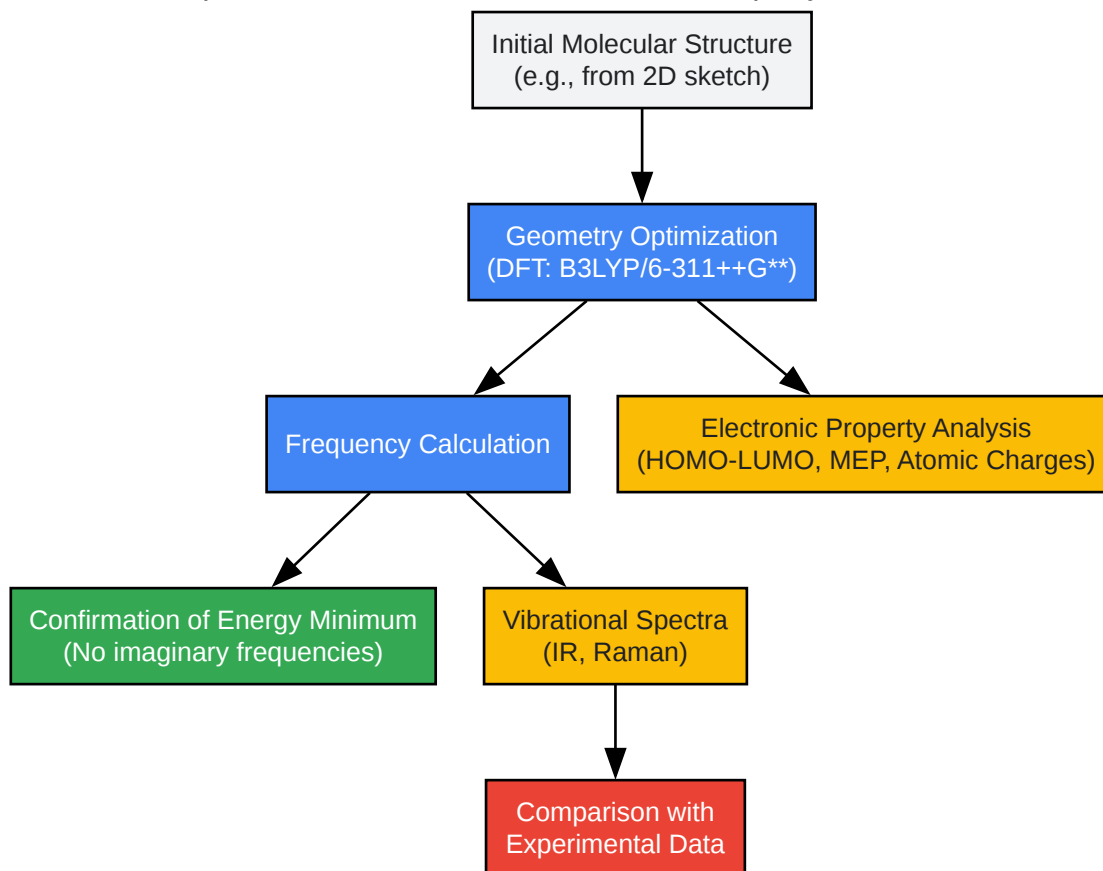 Initial Molecular Structure
(e.g., from 2D sketch)
Geometry Optimization
(DFT: B3LYP/6-311++G**)
Frequency Calculation
Electronic Property Analysis
(HOMO-LUMO, MEP, Atomic Charges)
Confirmation of Energy Minimum
(No imaginary frequencies)
Vibrational Spectra
(IR, Raman)
Comparison with
Experimental Data